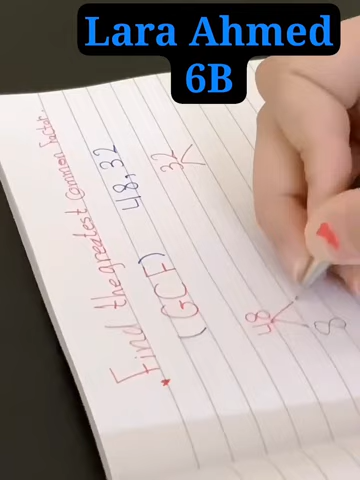 Lara Ahmed
6B
Find the greatest Common factor
(GCF) 48,32
48
8
32